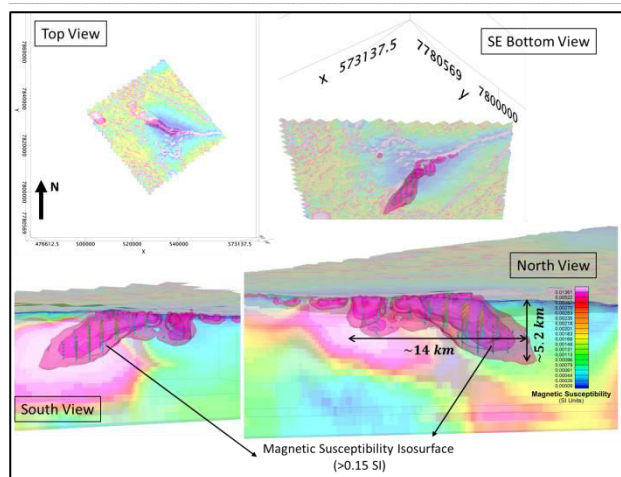 Top View
SE Bottom View
x 573137.5
7780569
y 7800000
7860000
7840000
Y
7820000
7800000
7780569
N
476612.5 500000 520000 540000 573137.5
X
North View
~5.2 km
~14 km
Magnetic Susceptibility
(SI Units)
South View
Magnetic Susceptibility Isosurface
(>0.15 SI)